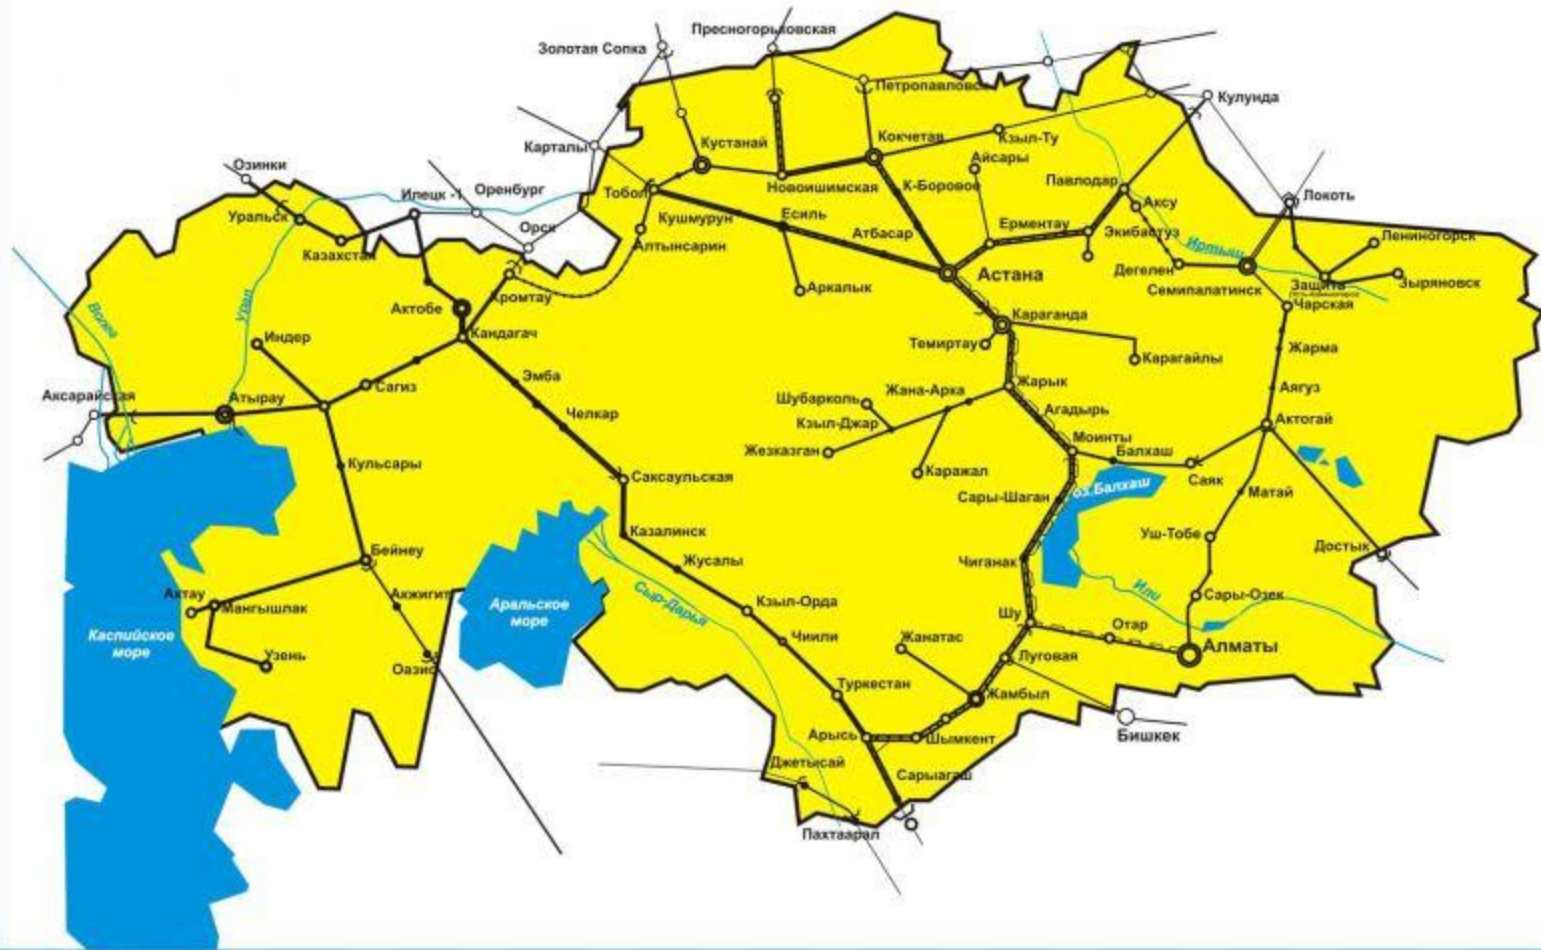 Пресногорьковская
Золотая Сопка
Петропавловск
Кулунда
Кустанай
Кокчетав
Кзыл-Ту
Карталы
Айсары
Озинки
Новоишимская
К-Боровое
Павлодар
Илецк -1
Оренбург
Тобол
Аксу
Локоть
Уральск
Кушмурун
Есиль
Орск
Атбасар
Ерментау
Экибастуз
Иртыш
Лениногорск
Казахстан
Алтынсарин
Астана
Дегелен
Семипалатинск
Защита
Зыряновск
Хромтау
Аркалык
Чарская
Волга
Урал
Актобе
Караганда
Индер
Кандагач
Темиртау
Карагайлы
Жарма
Эмба
Сагиз
Жана-Арка
Жарык
Аягуз
Аксарайская
Атырау
Шубарколь
Агадырь
Челкар
Кзыл-Джар
Актогай
Моинты
Балхаш
Жезказган
Кульсары
Каражал
Саяк
Саксаульская
оз.Балхаш
Сары-Шаган
Матай
Казалинск
Уш-Тобе
Бейнеу
Жусалы
Чиганак
Достык
Актау
Мангышлак
Акжигит
Аральское
море
Сыр-Дарья
Кзыл-Орда
Или
Сары-Озек
Каспийское
море
Чиили
Жанатас
Шу
Отар
Алматы
Узень
Оазис
Луговая
Туркестан
Жамбыл
Арысь
Шымкент
Бишкек
Джетысай
Сарыагаш
Пахтаарал